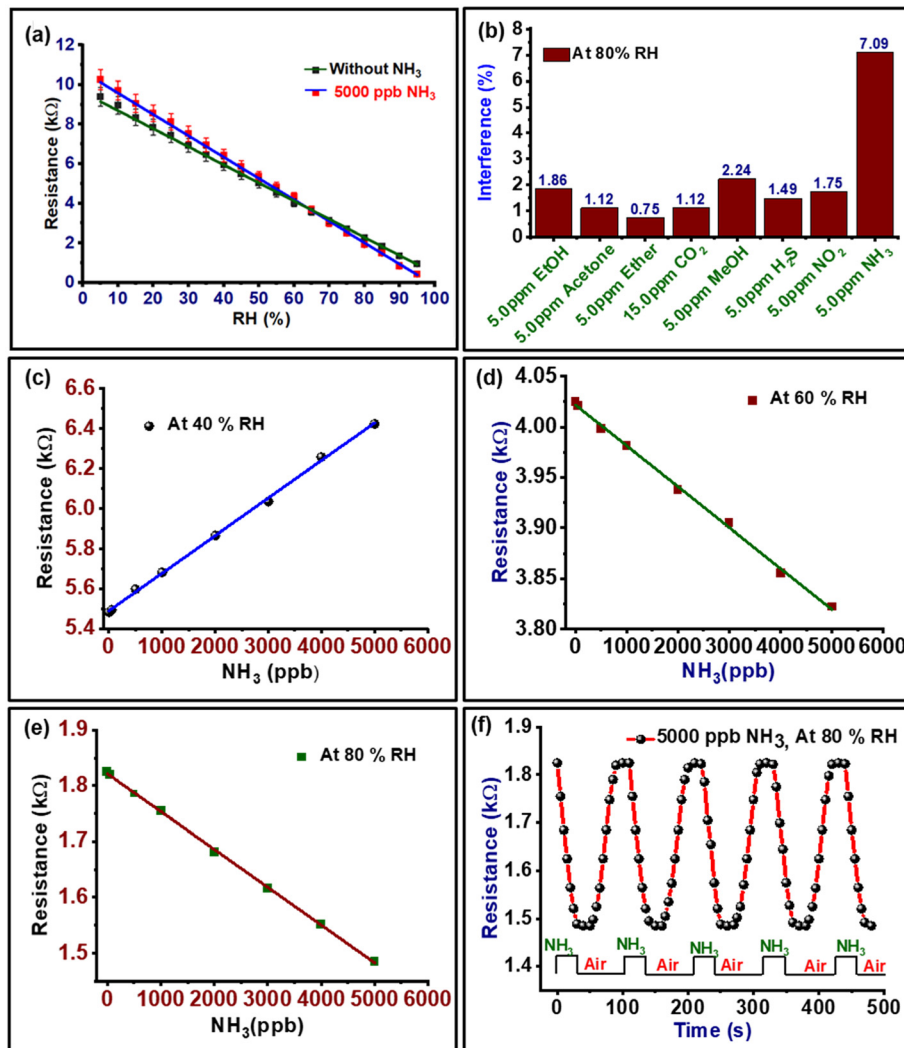 (a)
Without NH₃
5000 ppb NH₃
Resistance (kΩ)
12
10
8
6
4
2
0
0 10 20 30 40 50 60 70 80 90 100
RH (%)
(b)
At 80% RH
Interference (%)
8
7
6
5
4
3
2
1
0
1.86
1.12
0.75
1.12
2.24
1.49
1.75
7.09
5.0ppm EtOH
5.0ppm Acetone
5.0ppm Ether
15.0ppm CO₂
5.0ppm MeOH
5.0ppm H₂S
5.0ppm NO₂
5.0ppm NH₃
(c)
At 40 % RH
Resistance (kΩ)
6.6
6.4
6.2
6.0
5.8
5.6
5.4
0 1000 2000 3000 4000 5000 6000
NH₃ (ppb)
(d)
At 60 % RH
Resistance (kΩ)
4.05
4.00
3.95
3.90
3.85
3.80
0 1000 2000 3000 4000 5000 6000
NH₃(ppb)
(e)
At 80 % RH
Resistance (kΩ)
1.9
1.8
1.7
1.6
1.5
0 1000 2000 3000 4000 5000 6000
NH₃(ppb)
(f)
5000 ppb NH₃, At 80 % RH
Resistance (kΩ)
1.9
1.8
1.7
1.6
1.5
1.4
NH₃ NH₃ NH₃ NH₃ NH₃
Air Air Air Air Air
0 100 200 300 400 500
Time (s)